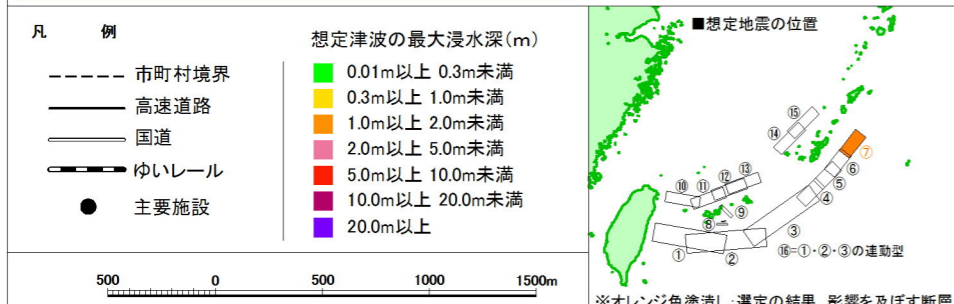 凡 例
市町村境界
高速道路
国道
ゆいレール
主要施設
想定津波の最大浸水深(m)
0.01m以上 0.3m未満
0.3m以上 1.0m未満
1.0m以上 2.0m未満
2.0m以上 5.0m未満
5.0m以上 10.0m未満
10.0m以上 20.0m未満
20.0m以上
500 0 500 1000 1500m
■想定地震の位置
⑮
⑭
⑦
⑥
⑤
④
⑬
⑫
⑪
⑩
⑨
⑧
③
①
②
⑯=①・②・③の連動型
※オレンジ色塗潰し:選定の結果、影響を及ぼす断層